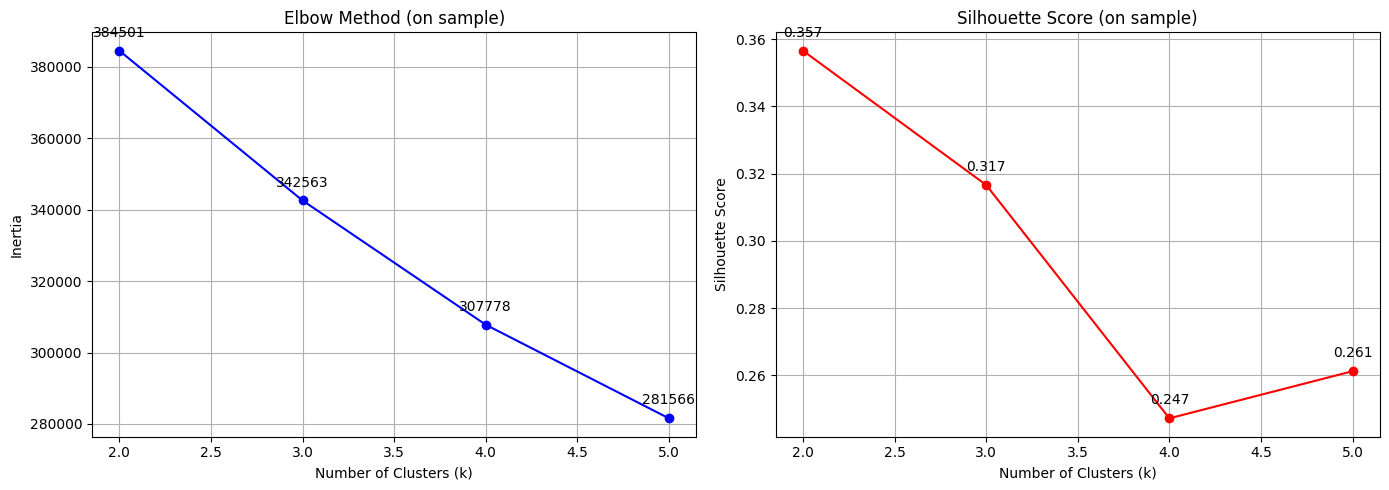 Elbow Method (on sample)
384501
342563
307778
281566
380000
360000
340000
320000
300000
280000
Inertia
2.0 2.5 3.0 3.5 4.0 4.5 5.0
Number of Clusters (k)
Silhouette Score (on sample)
0.357
0.317
0.247
0.261
0.36
0.34
0.32
0.30
0.28
0.26
Silhouette Score
2.0 2.5 3.0 3.5 4.0 4.5 5.0
Number of Clusters (k)